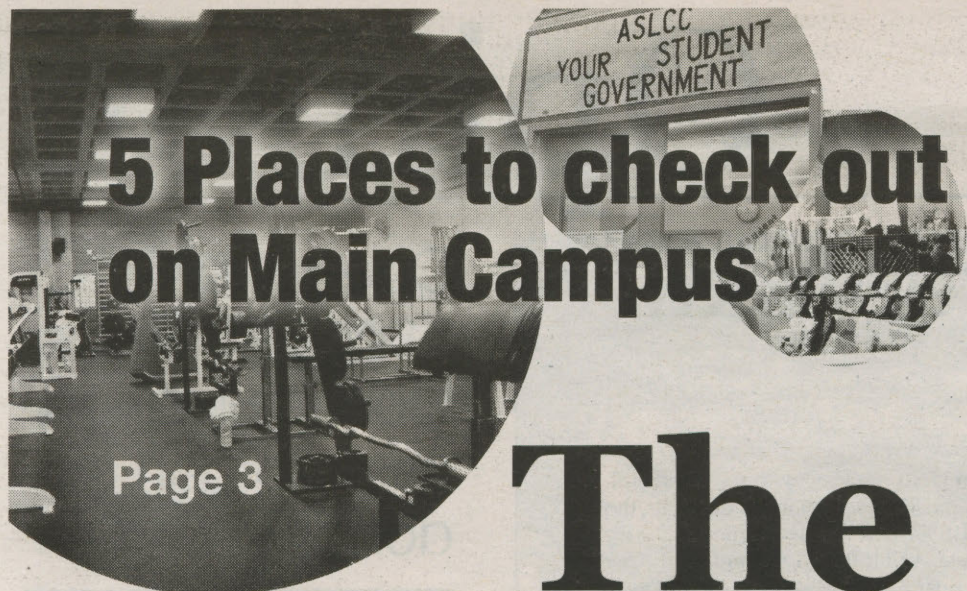 ASLCC
YOUR STUDENT
GOVERNMENT
5 Places to check out
on Main Campus
Page 3
The